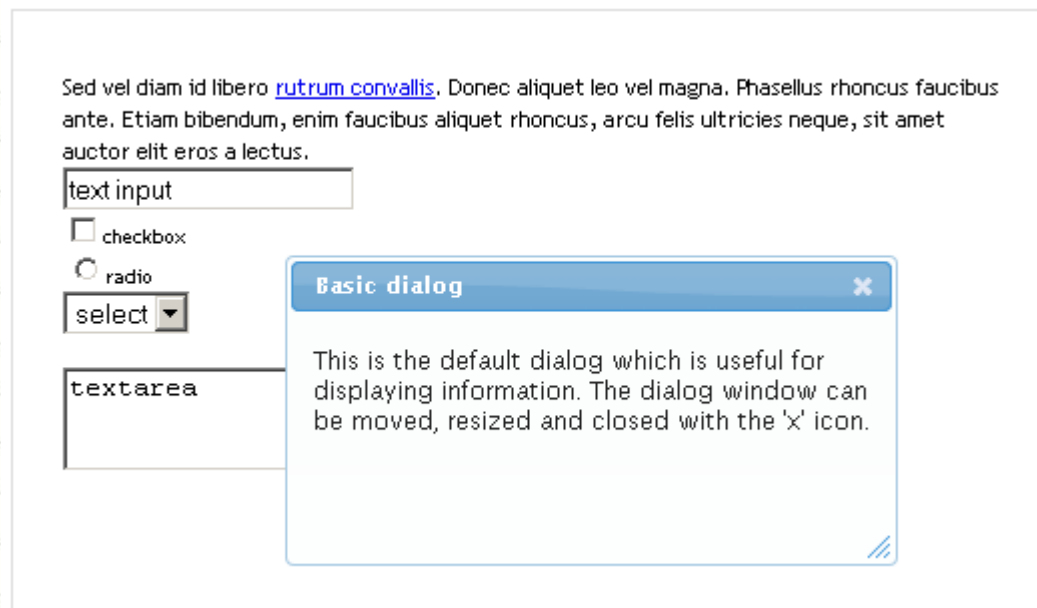 Sed vel diam id libero rutrum convallis. Donec aliquet leo vel magna. Phasellus rhoncus faucibus
ante. Etiam bibendum, enim faucibus aliquet rhoncus, arcu felis ultricies neque, sit amet
auctor elit eros a lectus.
text input
checkbox
radio
select
textarea
Basic dialog
This is the default dialog which is useful for
displaying information. The dialog window can
be moved, resized and closed with the 'x' icon.